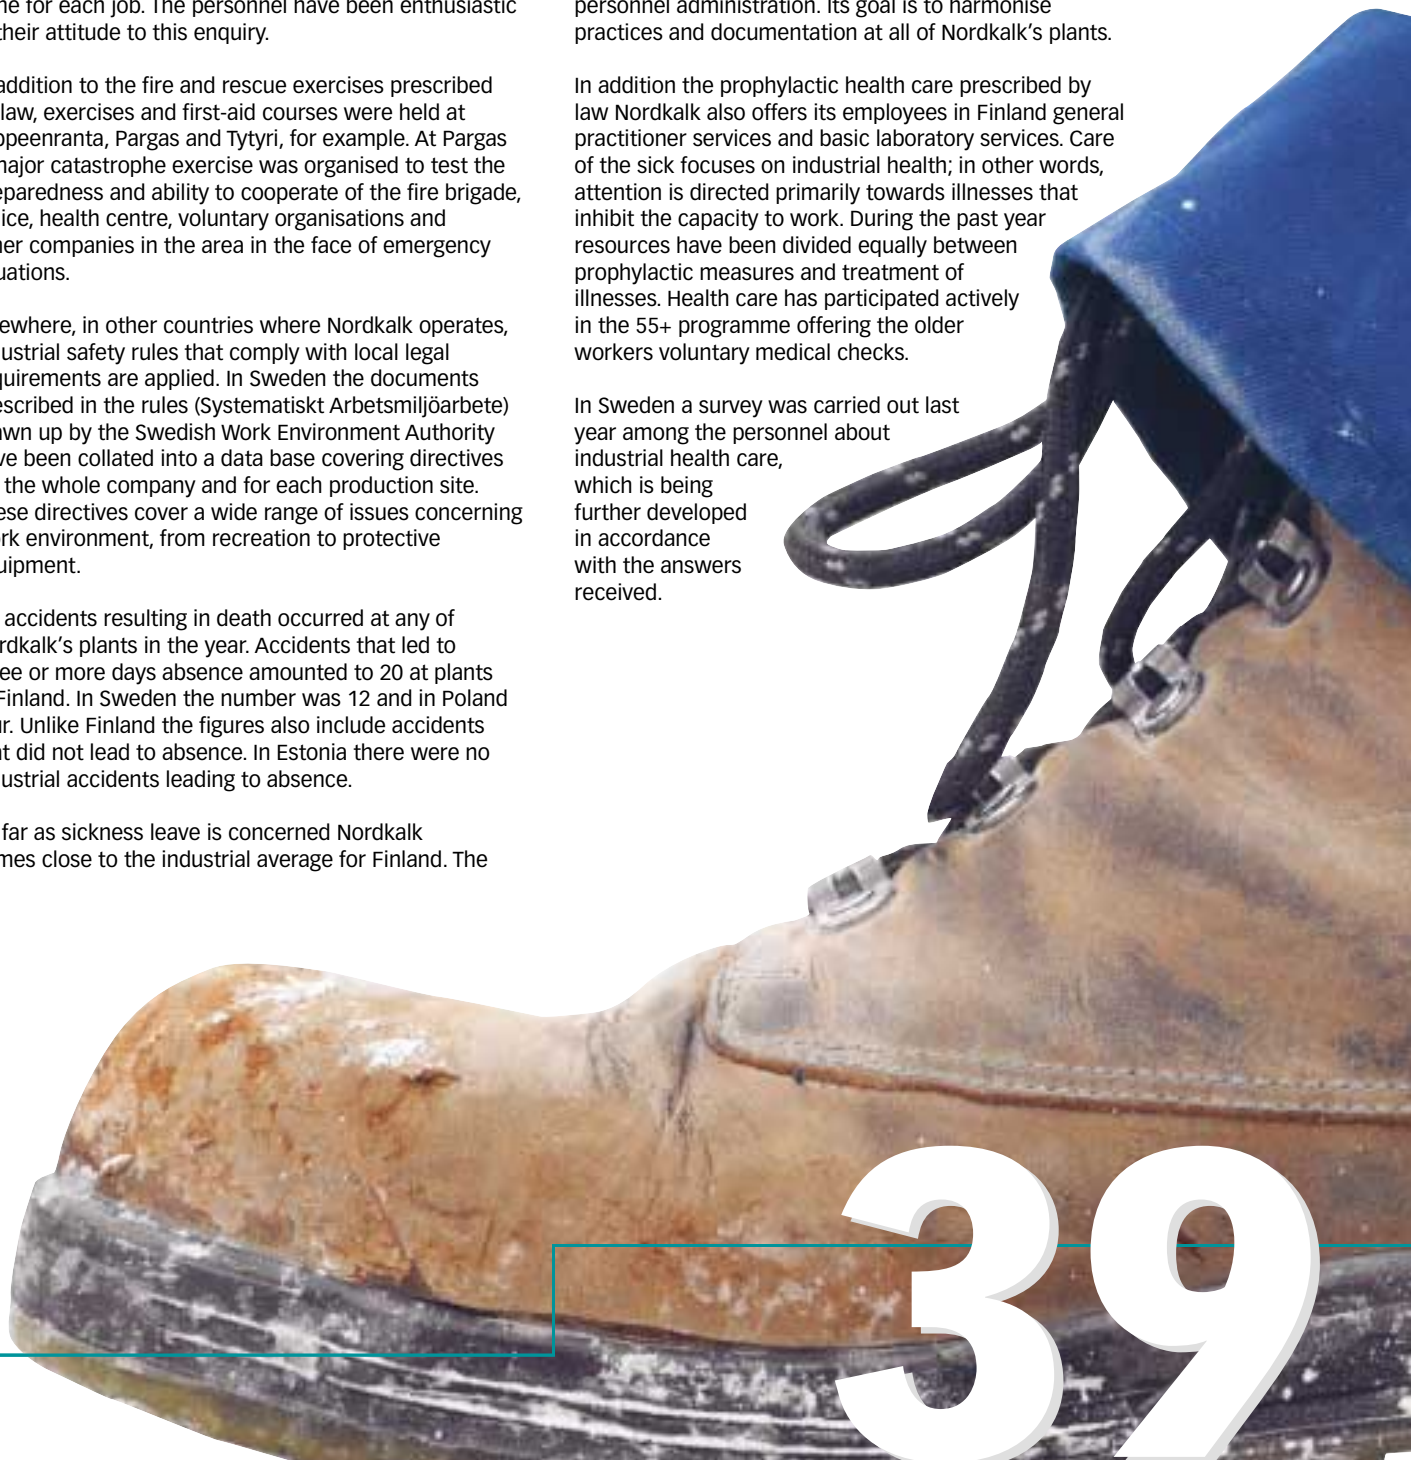 ne for each job. The personnel have been enthusiastic
their attitude to this enquiry.
addition to the fire and rescue exercises prescribed
law, exercises and first-aid courses were held at
ppeenranta, Pargas and Tytyri, for example. At Pargas
major catastrophe exercise was organised to test the
eparedness and ability to cooperate of the fire brigade,
lice, health centre, voluntary organisations and
her companies in the area in the face of emergency
uations.
ewhere, in other countries where Nordkalk operates,
dustrial safety rules that comply with local legal
quirements are applied. In Sweden the documents
escribed in the rules (Systematiskt Arbetsmiljöarbete)
awn up by the Swedish Work Environment Authority
ve been collated into a data base covering directives
the whole company and for each production site.
ese directives cover a wide range of issues concerning
ork environment, from recreation to protective
uipment.
accidents resulting in death occurred at any of
rdkalk's plants in the year. Accidents that led to
ree or more days absence amounted to 20 at plants
Finland. In Sweden the number was 12 and in Poland
ur. Unlike Finland the figures also include accidents
at did not lead to absence. In Estonia there were no
dustrial accidents leading to absence.
far as sickness leave is concerned Nordkalk
mes close to the industrial average for Finland. The
personnel administration. Its goal is to harmonise
practices and documentation at all of Nordkalk's plants.
In addition the prophylactic health care prescribed by
law Nordkalk also offers its employees in Finland general
practitioner services and basic laboratory services. Care
of the sick focuses on industrial health; in other words,
attention is directed primarily towards illnesses that
inhibit the capacity to work. During the past year
resources have been divided equally between
prophylactic measures and treatment of
illnesses. Health care has participated actively
in the 55+ programme offering the older
workers voluntary medical checks.
In Sweden a survey was carried out last
year among the personnel about
industrial health care,
which is being
further developed
in accordance
with the answers
received.
39